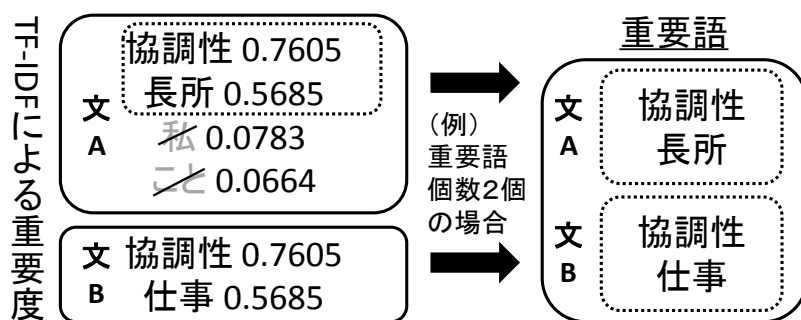 TF-IDFによる重要度
文
A
協調性 0.7605
長所 0.5685
私 0.0783
こと 0.0664
文
B
協調性 0.7605
仕事 0.5685
（例）
重要語
個数2個
の場合
重要語
文
A
協調性
長所
文
B
協調性
仕事